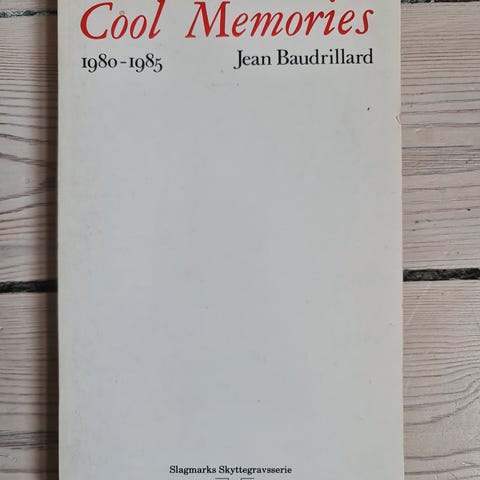 Cool Memories
1980-1985 Jean Baudrillard
Slagmarks Skyttegravsserie